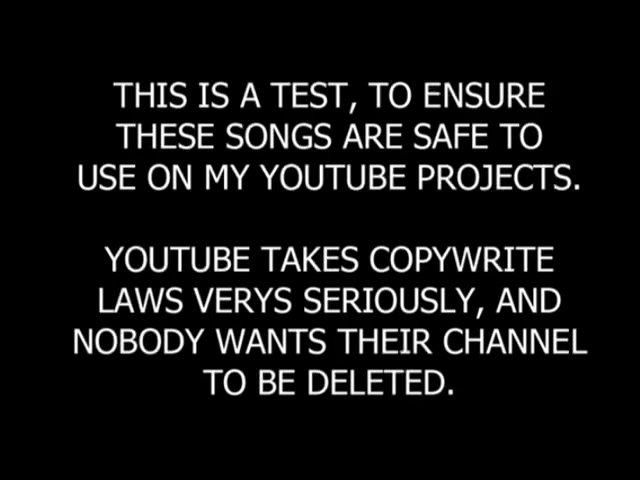 THIS IS A TEST, TO ENSURE
THESE SONGS ARE SAFE TO
USE ON MY YOUTUBE PROJECTS.
YOUTUBE TAKES COPYWRITE
LAWS VERYS SERIOUSLY, AND
NOBODY WANTS THEIR CHANNEL
TO BE DELETED.